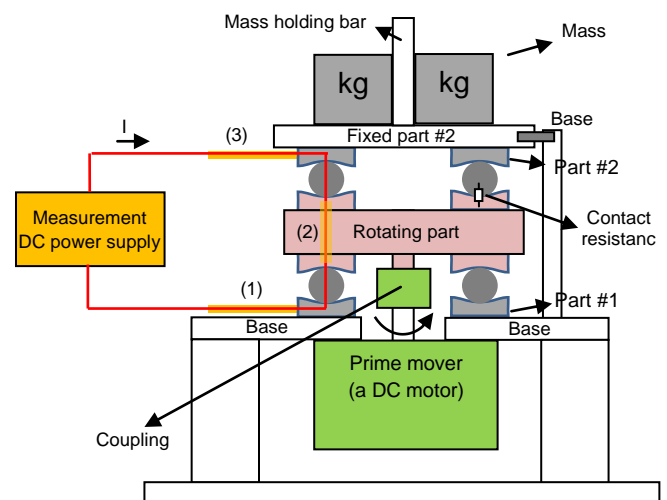 Mass holding bar
Mass
kg
kg
Base
Fixed part #2
I
(3)
Part #2
Measurement
DC power supply
(2)
Rotating part
Contact
resistanc
(1)
Part #1
Base
Base
Prime mover
(a DC motor)
Coupling